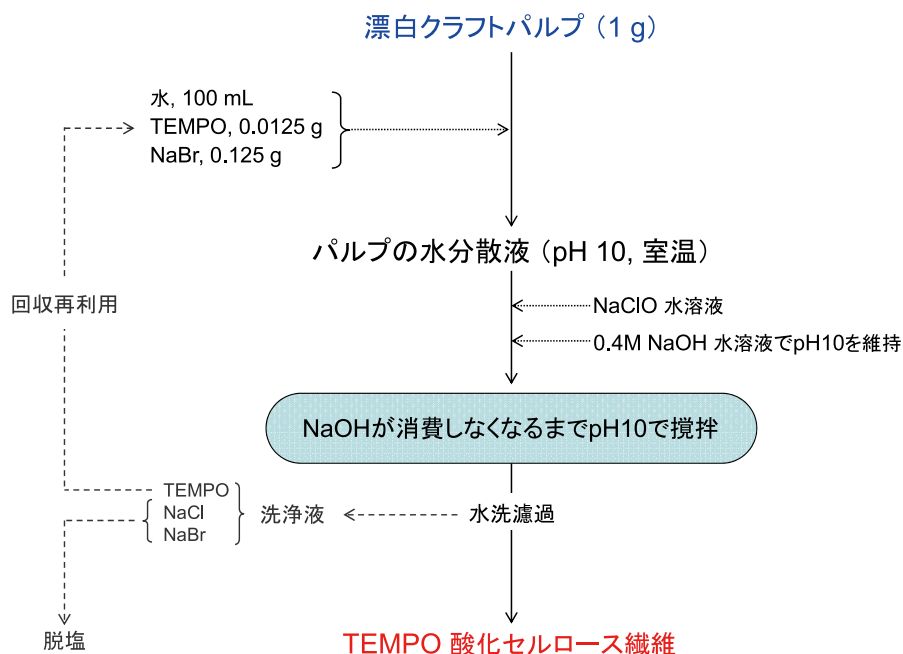 漂白クラフトパルプ（1 g）
水, 100 mL
TEMPO, 0.0125 g
NaBr, 0.125 g
パルプの水分散液（pH 10, 室温）
回収再利用
NaClO 水溶液
0.4M NaOH 水溶液でpH10を維持
NaOHが消費しなくなるまでpH10で攪拌
TEMPO
NaCl
NaBr
洗浄液
水洗濾過
脱塩
TEMPO 酸化セルロース繊維